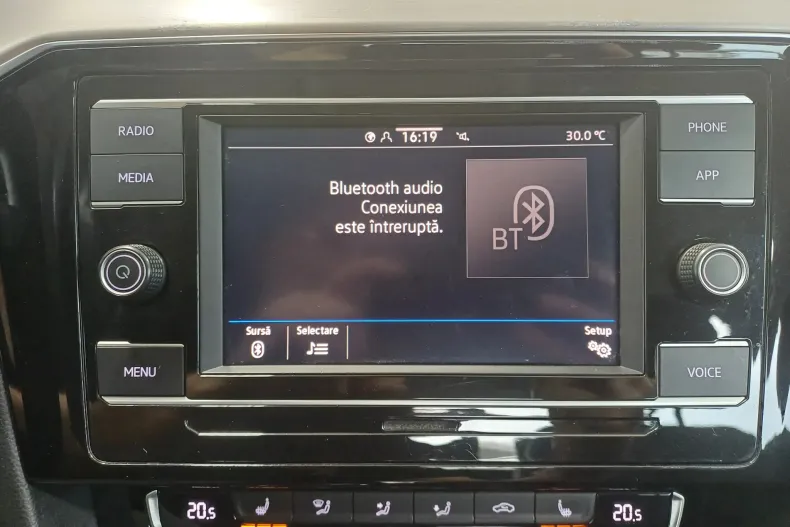 RADIO
MEDIA
PHONE
APP
16:19
30.0 °C
Bluetooth audio
Conexiunea
este întreruptă.
BT
Sursă
Selectare
Setup
MENU
VOICE
20.5
20.5